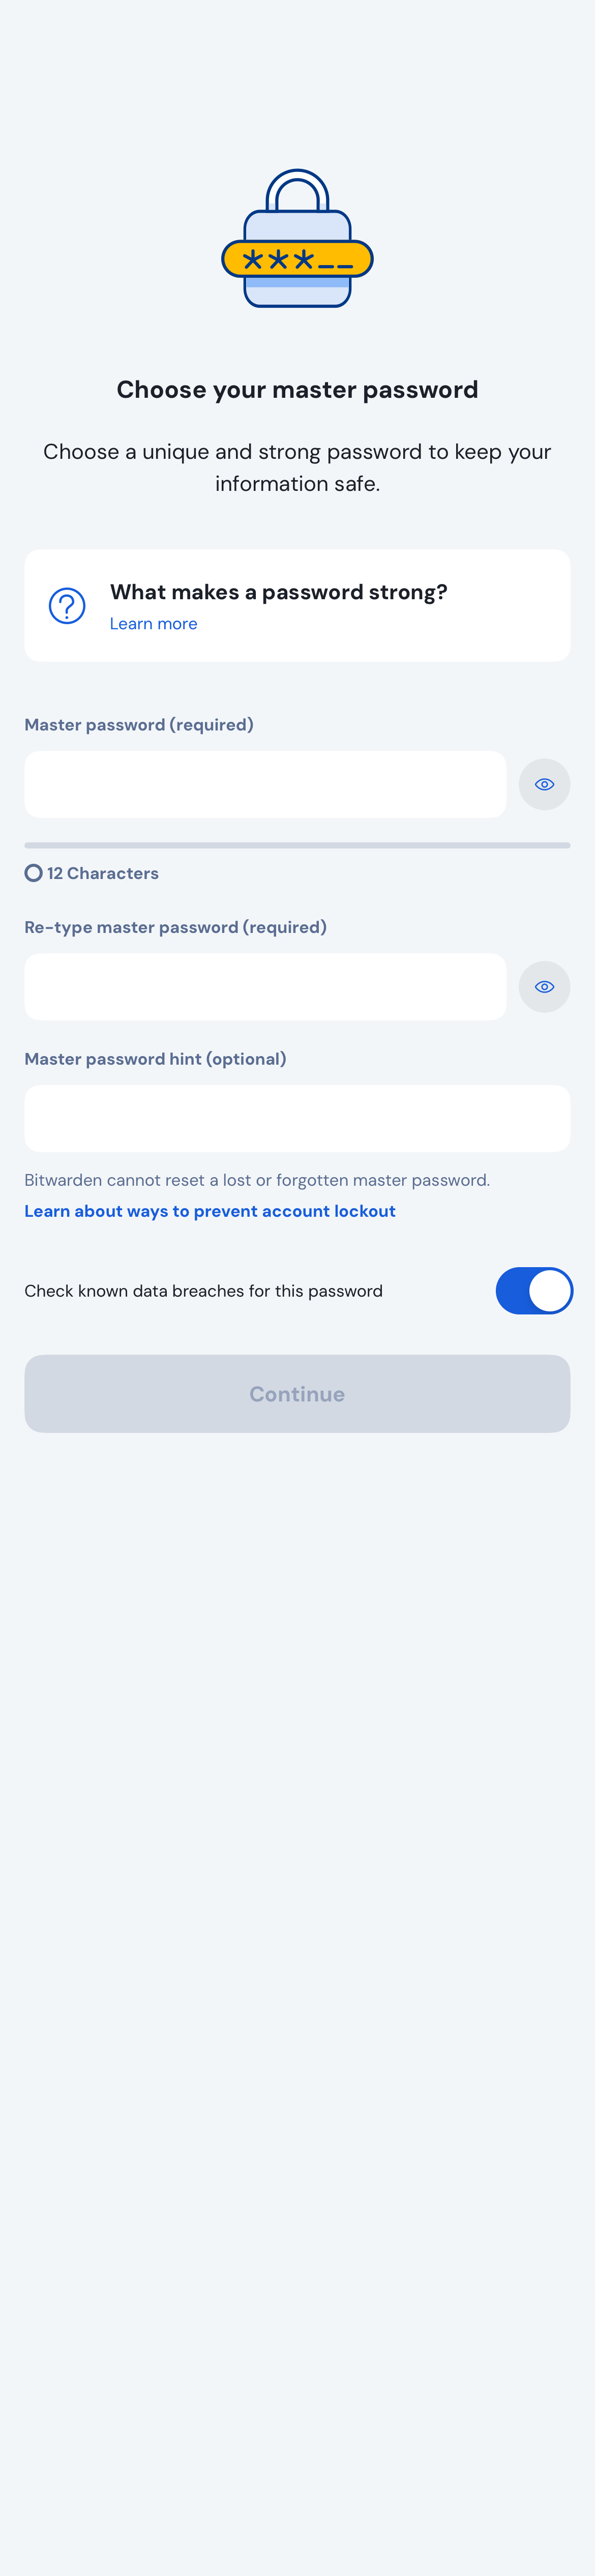 ***__
Choose your master password
Choose a unique and strong password to keep your
information safe.
What makes a password strong?
Learn more
Master password (required)
12 Characters
Re-type master password (required)
Master password hint (optional)
Bitwarden cannot reset a lost or forgotten master password.
Learn about ways to prevent account lockout
Check known data breaches for this password
Continue